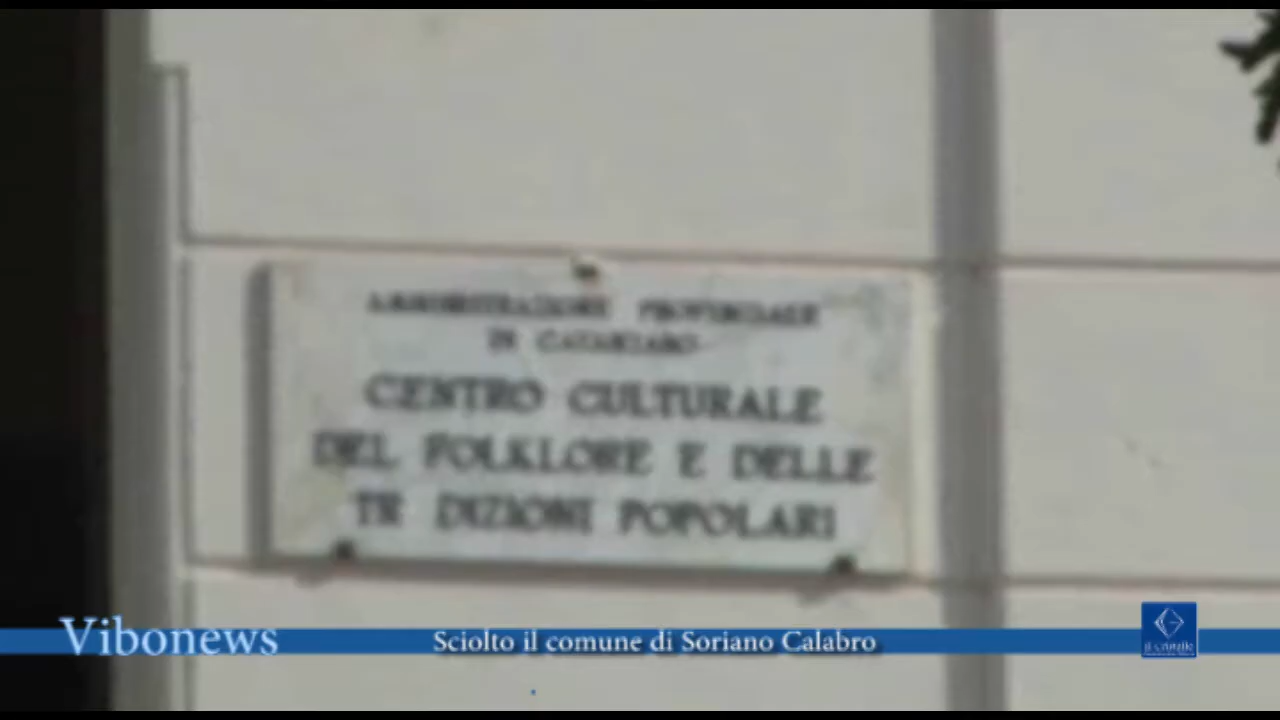 AMMINISTRAZIONE PROVINCIALE
DI CATANZARO
CENTRO CULTURALE
DEL FOLKLORE E DELLE
TR DIZIONI POPOLARI
Vibonews
Sciolto il comune di Soriano Calabro